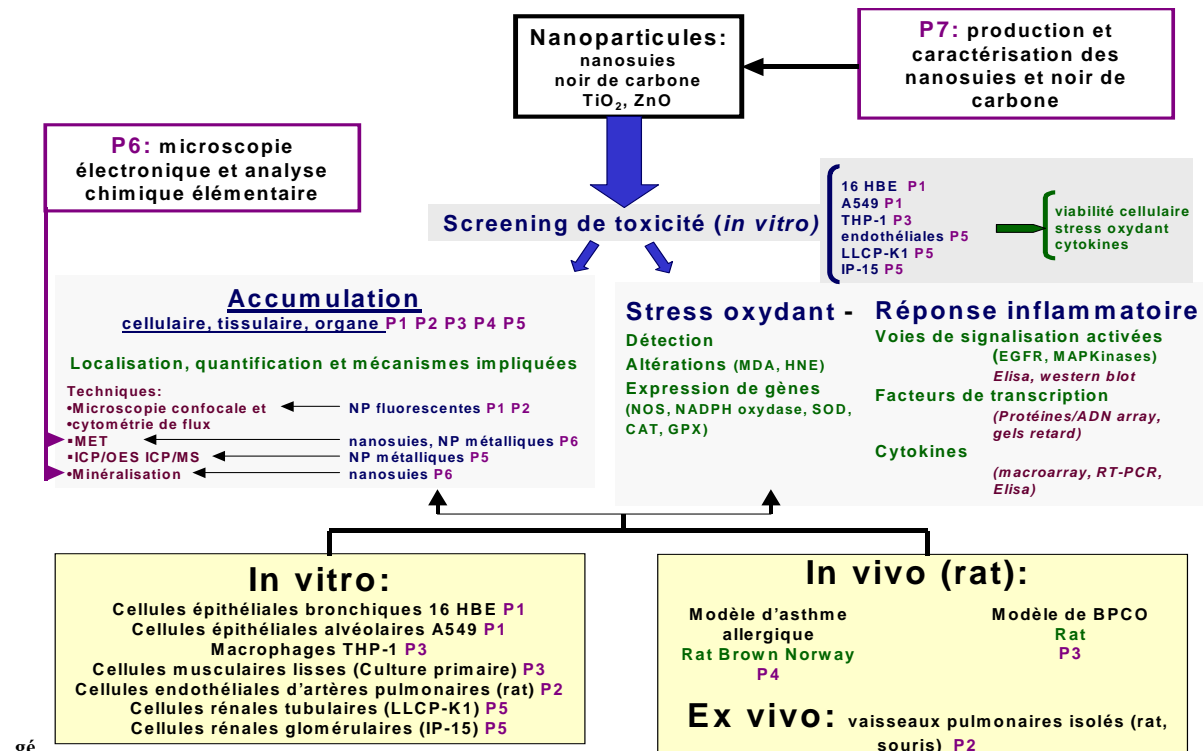 Nanoparticules:
nanosuies
noir de carbone
TiO2, ZnO
P7: production et
caractérisation des
nanosuies et noir de
carbone
P6: microscopie
électronique et analyse
chimique élémentaire
Screening de toxicité (in vitro)
16 HBE P1
A549 P1
THP-1 P3
endothéliales P5
LLCP-K1 P5
IP-15 P5
viabilité cellulaire
stress oxydant
cytokines
Accumulation
cellulaire, tissulaire, organe P1 P2 P3 P4 P5
Localisation, quantification et mécanismes impliquées
Techniques:
•Microscopie confocale et
•cytométrie de flux
NP fluorescentes P1 P2
▪MET
nanosuies, NP métalliques P6
▪ICP/OES ICP/MS
NP métalliques P5
•Minéralisation
nanosuies P6
Stress oxydant - Réponse inflammatoire
Détection
Altérations (MDA, HNE)
Expression de gènes
(NOS, NADPH oxydase, SOD,
CAT, GPX)
Voies de signalisation activées
(EGFR, MAPKinases)
Elisa, western blot
Facteurs de transcription
(Protéines/ADN array,
gels retard)
Cytokines
(macroarray, RT-PCR,
Elisa)
In vitro:
Cellules épithéliales bronchiques 16 HBE P1
Cellules épithéliales alvéolaires A549 P1
Macrophages THP-1 P3
Cellules musculaires lisses (Culture primaire) P3
Cellules endothéliales d'artères pulmonaires (rat) P2
Cellules rénales tubulaires (LLCP-K1) P5
Cellules rénales glomérulaires (IP-15) P5
In vivo (rat):
Modèle d'asthme
allergique
Rat Brown Norway
P4
Modèle de BPCO
Rat
P3
Ex vivo: vaisseaux pulmonaires isolés (rat,
souris) P2
gé